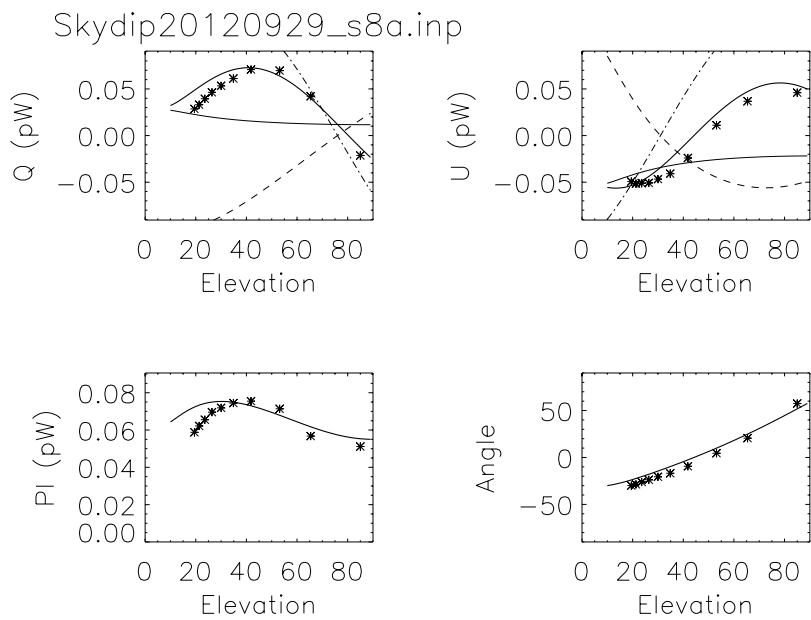 Skydip20120929_s8a.inp
Q (pW)
0.05
0.00
−0.05
0 20 40 60 80
Elevation
U (pW)
0.05
0.00
−0.05
0 20 40 60 80
Elevation
PI (pW)
0.08
0.06
0.04
0.02
0.00
0 20 40 60 80
Elevation
Angle
50
0
−50
0 20 40 60 80
Elevation